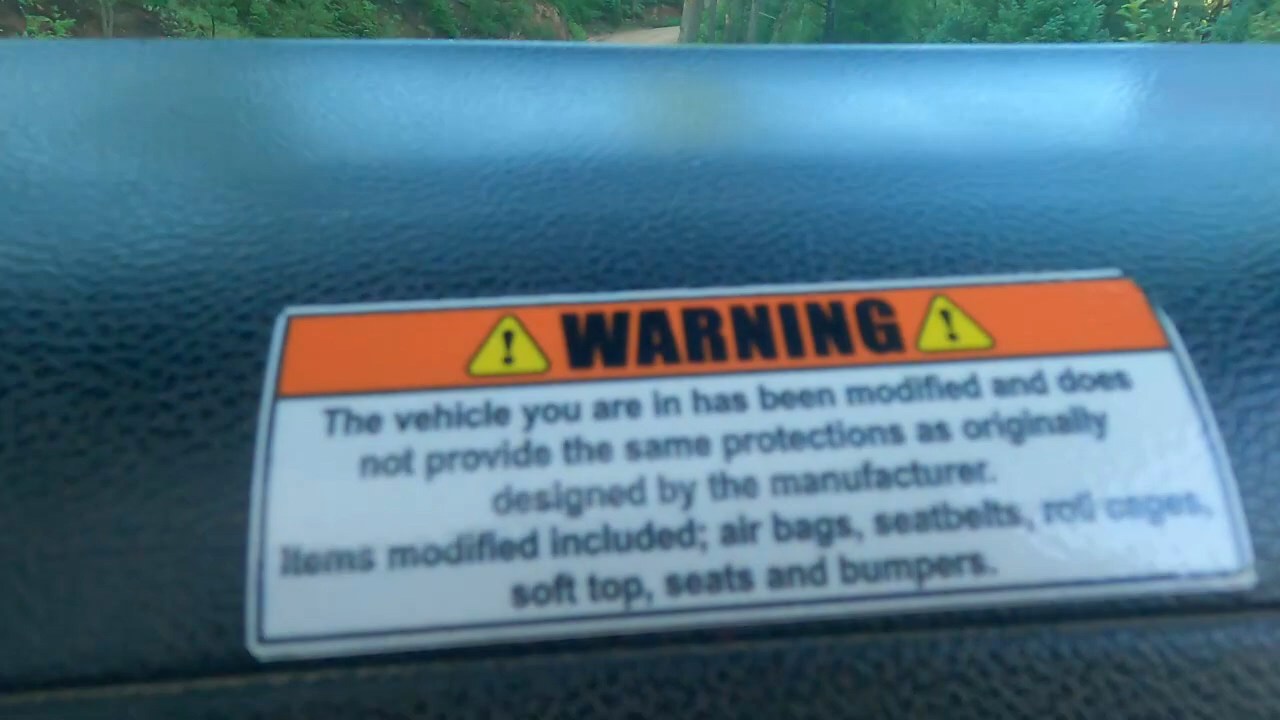 WARNING
The vehicle you are in has been modified and does
not provide the same protections as originally
designed by the manufacturer.
Items modified included; air bags, seatbelts, roll cages,
soft top, seats and bumpers.